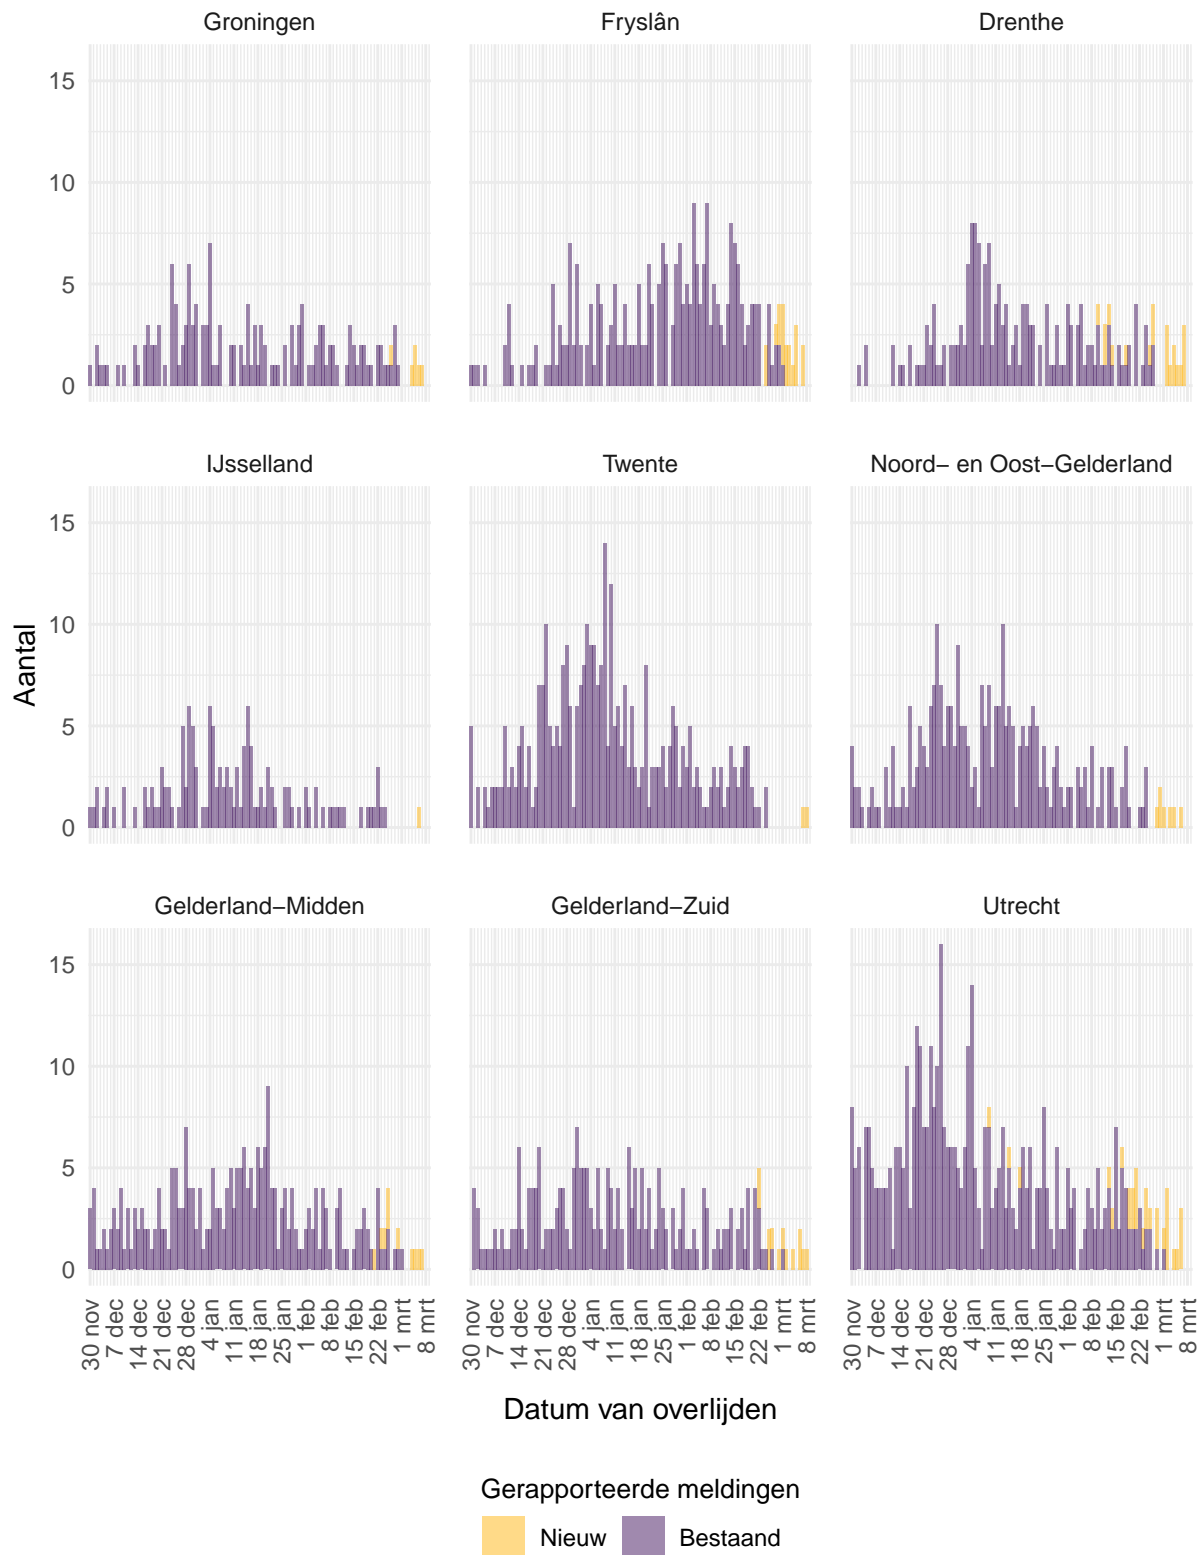 Groningen
Fryslân
Drenthe
15
10
5
0
IJsselland
Twente
Noord− en Oost−Gelderland
15
10
5
0
Aantal
Gelderland−Midden
Gelderland−Zuid
Utrecht
15
10
5
0
30 nov
7 dec
14 dec
21 dec
28 dec
4 jan
11 jan
18 jan
25 jan
1 feb
8 feb
15 feb
22 feb
1 mrt
8 mrt
30 nov
7 dec
14 dec
21 dec
28 dec
4 jan
11 jan
18 jan
25 jan
1 feb
8 feb
15 feb
22 feb
1 mrt
8 mrt
30 nov
7 dec
14 dec
21 dec
28 dec
4 jan
11 jan
18 jan
25 jan
1 feb
8 feb
15 feb
22 feb
1 mrt
8 mrt
Datum van overlijden
Gerapporteerde meldingen
Nieuw
Bestaand